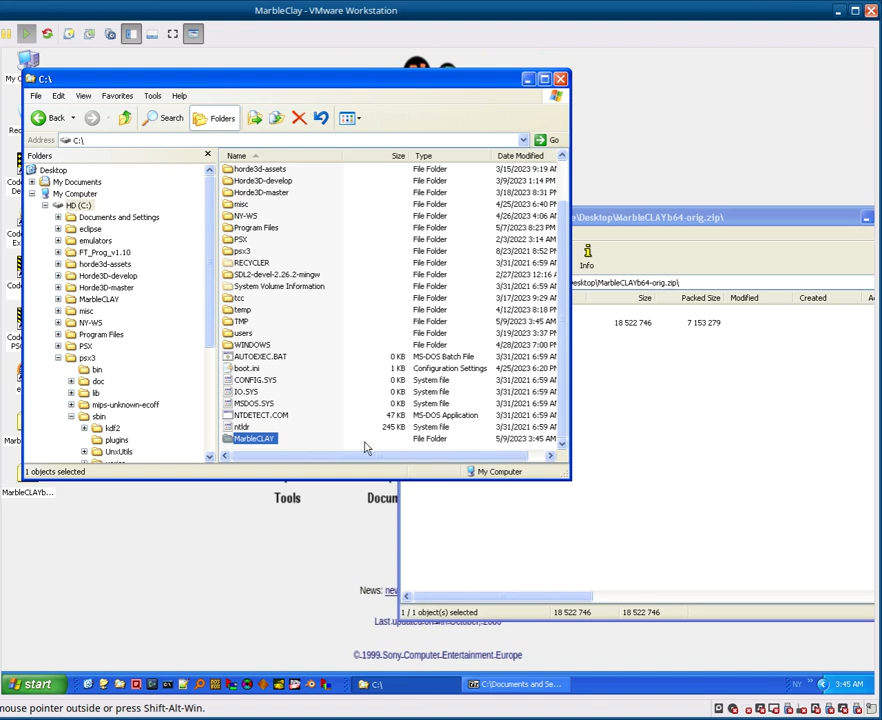 MarbleClay - VMware Workstation
C:\
File Edit View Favorites Tools Help
Back Search Folders
Address C:\ Go
Folders
Desktop
My Documents
My Computer
HD (C:)
Documents and Settings
eclipse
emulators
FT_Prog_v1.10
horde3d-assets
Horde3D-development
Horde3D-master
MarbleCLAY
misc
NY-WS
Program Files
PSX
psx3
bin
doc
lib
mips-unknown-ecoff
sbin
kdf2
plugins
UnxUtils
Name Size Type Date Modified
horde3d-assets File Folder 3/15/2023 9:19 AM
Horde3D-develop File Folder 3/9/2023 1:14 PM
Horde3D-master File Folder 3/18/2023 8:31 PM
misc File Folder 4/25/2023 6:40 PM
NY-WS File Folder 4/26/2023 4:06 AM
Program Files File Folder 5/7/2023 8:23 PM
PSX File Folder 2/3/2022 3:14 AM
psx3 File Folder 8/23/2021 6:52 AM
RECYCLER File Folder 3/31/2021 6:59 AM
SDL2-devel-2.26.2-mingw File Folder 2/27/2023 12:16 AM
System Volume Information File Folder 3/31/2021 6:59 AM
tcc File Folder 3/17/2023 9:29 AM
temp File Folder 4/12/2023 8:18 PM
TMP File Folder 5/9/2023 3:45 AM
users File Folder 3/19/2023 3:37 PM
WINDOWS File Folder 4/28/2023 7:00 PM
AUTOEXEC.BAT 0 KB MS-DOS Batch File 3/31/2021 6:59 AM
boot.ini 1 KB Configuration Settings 4/25/2023 6:20 PM
CONFIG.SYS 0 KB System file 3/31/2021 6:59 AM
IO.SYS 0 KB System file 3/31/2021 6:59 AM
MSDOS.SYS 0 KB System file 3/31/2021 6:59 AM
NTDETECT.COM 47 KB MS-DOS Application 3/31/2021 6:59 AM
ntldr 245 KB System file 3/31/2021 6:59 AM
MarbleCLAY File Folder 5/9/2023 3:45 AM
1 objects selected My Computer
e\Desktop\MarbleCLAYb64-orig.zip\
Info
esktop\MarbleCLAYb64-orig.zip\
Size Packed Size Modified Created
18 522 746 7 153 279
1 / 1 object(s) selected 18 522 746 18 522 746
MarbleCLAYb...
Tools Docum
News:
©1999 Sony Computer Entertainment Europe
start C:\ C:\Documents and Se... NY 3:45 AM
mouse pointer outside or press Shift-Alt-Win.